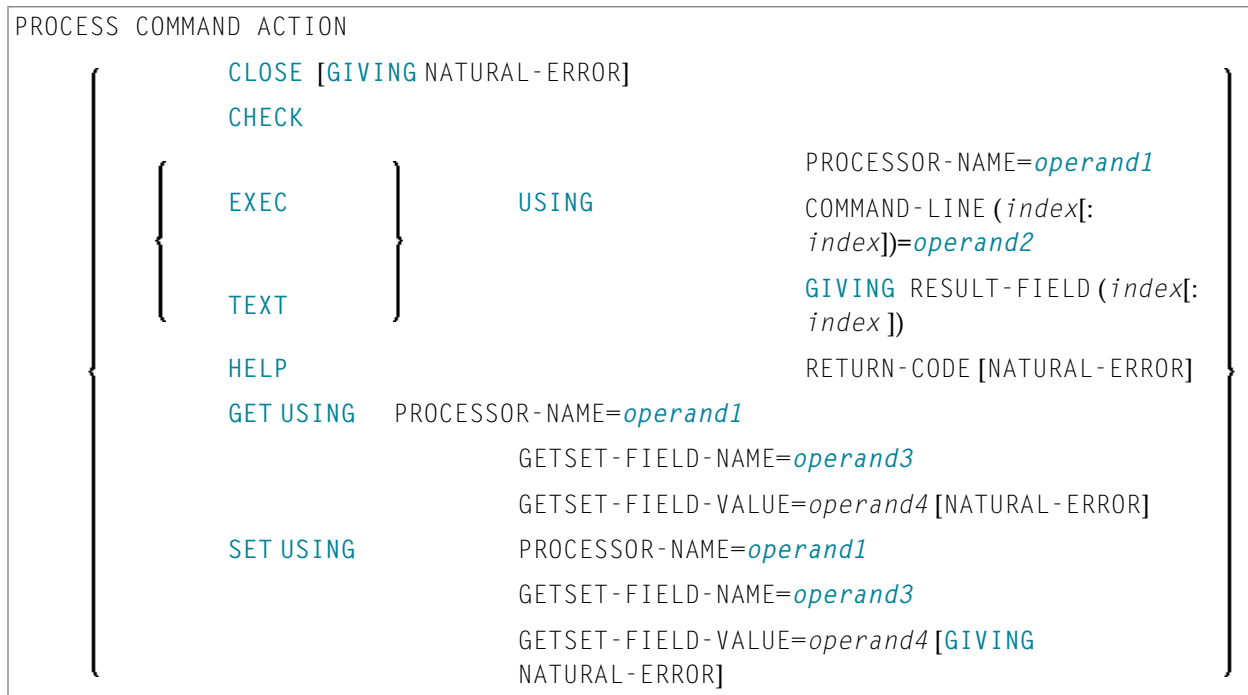 PROCESS COMMAND ACTION
CLOSE [GIVING NATURAL-ERROR]
CHECK
PROCESSOR-NAME=operand1
EXEC USING COMMAND-LINE (index[:
index])=operand2
GIVING RESULT-FIELD (index[:
TEXT index ])
HELP RETURN-CODE [NATURAL-ERROR]
GET USING PROCESSOR-NAME=operand1
GETSET-FIELD-NAME=operand3
GETSET-FIELD-VALUE=operand4 [NATURAL-ERROR]
SET USING PROCESSOR-NAME=operand1
GETSET-FIELD-NAME=operand3
GETSET-FIELD-VALUE=operand4 [GIVING
NATURAL-ERROR]